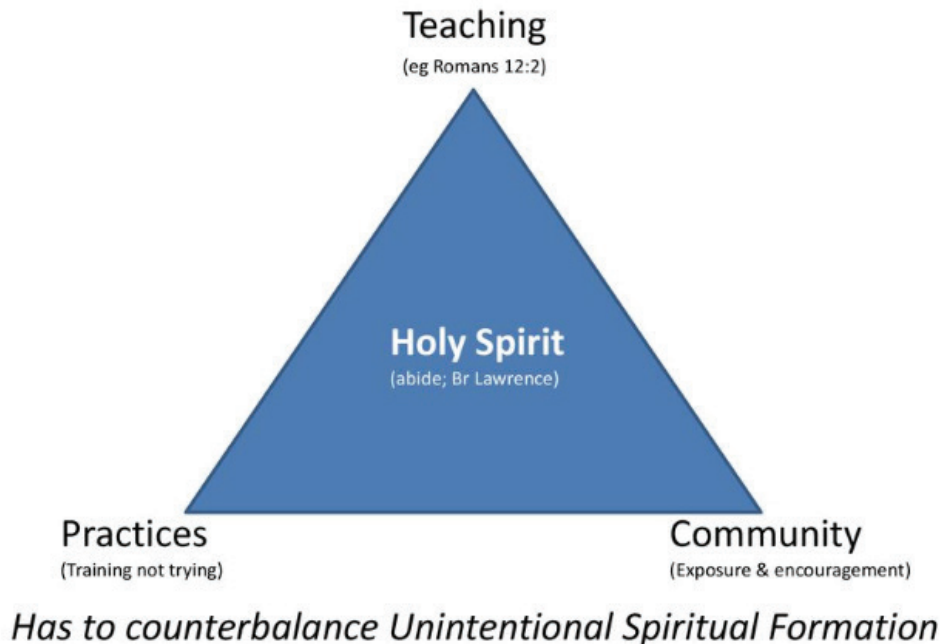 Teaching
(eg Romans 12:2)
Holy Spirit
(abide; Br Lawrence)
Practices
(Training not trying)
Community
(Exposure & encouragement)
Has to counterbalance Unintentional Spiritual Formation